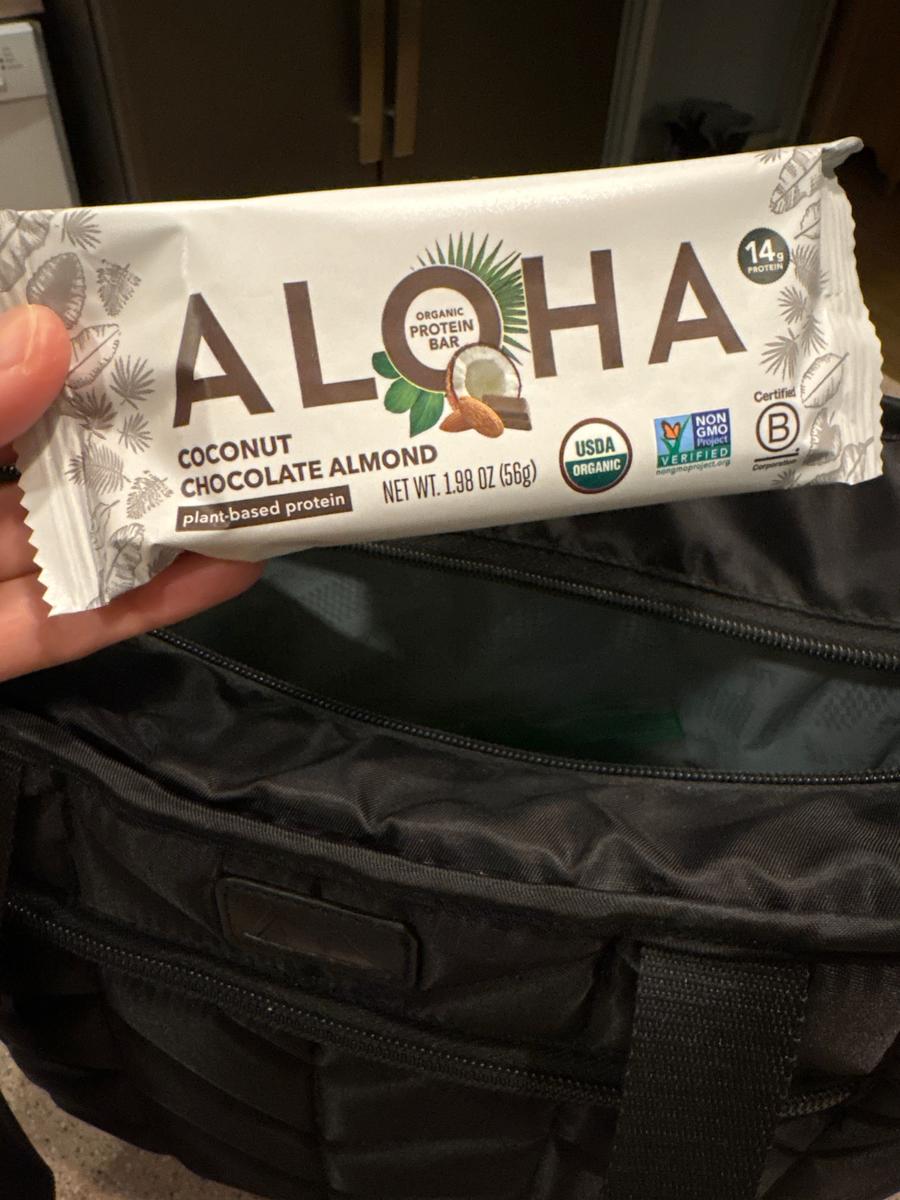 ALOHA
ORGANIC
PROTEIN
BAR
14g
PROTEIN
COCONUT
CHOCOLATE ALMOND
plant-based protein
NET WT. 1.98 OZ (56g)
USDA
ORGANIC
NON
GMO
Project
VERIFIED
nongmoproject.org
Certified
B
Corporation